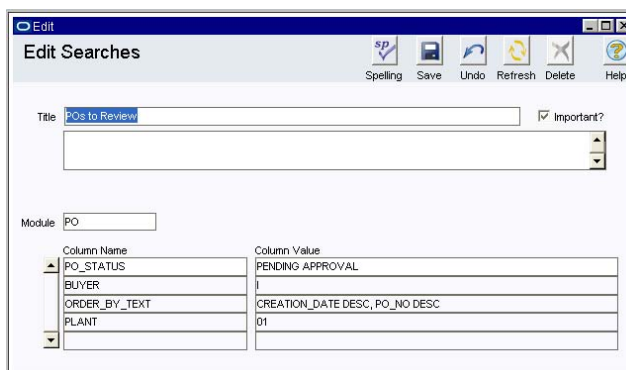 Edit
Edit Searches
Spelling Save Undo Refresh Delete Help
Title POs to Review Important?
Module PO
Column Name Column Value
PO_STATUS PENDING APPROVAL
BUYER I
ORDER_BY_TEXT CREATION_DATE DESC, PO_NO DESC
PLANT 01